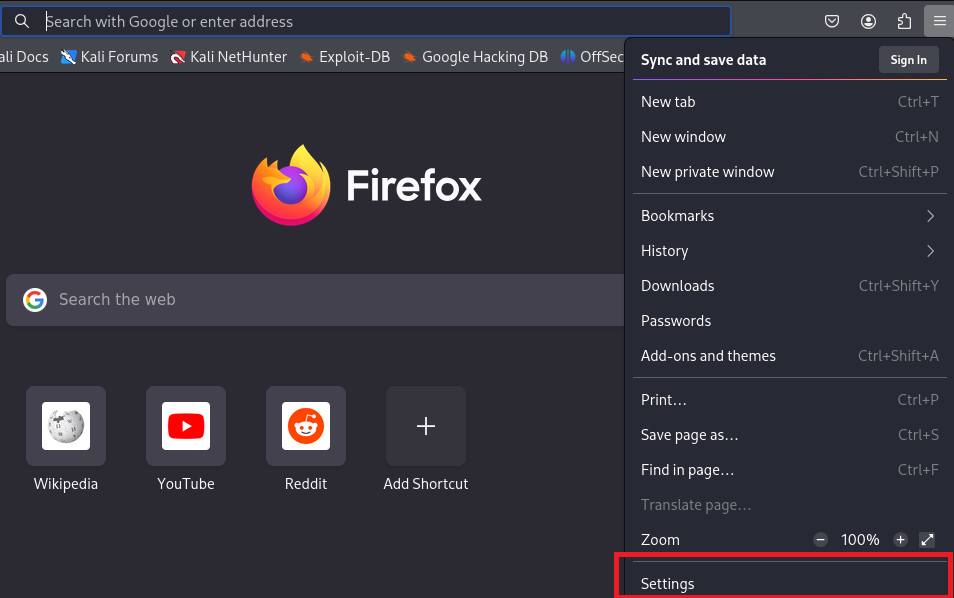 Search with Google or enter address
ali Docs Kali Forums Kali NetHunter Exploit-DB Google Hacking DB OffSec
Firefox
Search the web
Wikipedia YouTube Reddit Add Shortcut
Sync and save data Sign In
New tab Ctrl+T
New window Ctrl+N
New private window Ctrl+Shift+P
Bookmarks
History
Downloads Ctrl+Shift+Y
Passwords
Add-ons and themes Ctrl+Shift+A
Print… Ctrl+P
Save page as… Ctrl+S
Find in page… Ctrl+F
Translate page…
Zoom − 100% +
Settings